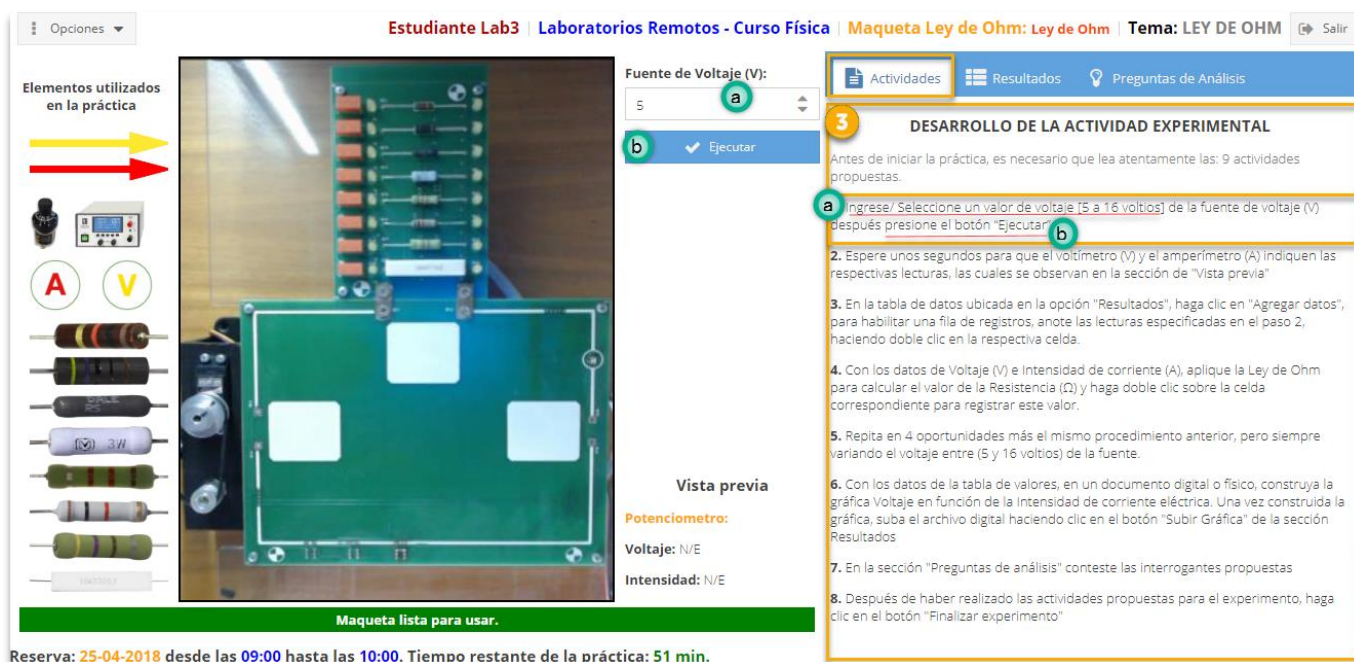 Opciones
Estudiante Lab3 | Laboratorios Remotos - Curso Física | Maqueta Ley de Ohm: Ley de Ohm | Tema: LEY DE OHM
Salir
Elementos utilizados
en la práctica
A
V
3W
Fuente de Voltaje (V):
5
a
b
Ejecutar
Vista previa
Potenciometro:
Voltaje: N/E
Intensidad: N/E
Maqueta lista para usar.
Reserva: 25-04-2018 desde las 09:00 hasta las 10:00. Tiempo restante de la práctica: 51 min.
Actividades
Resultados
Preguntas de Análisis
3
DESARROLLO DE LA ACTIVIDAD EXPERIMENTAL
Antes de iniciar la práctica, es necesario que lea atentamente las: 9 actividades
propuestas.
a
Ingrese/ Seleccione un valor de voltaje [5 a 16 voltios] de la fuente de voltaje (V)
después presione el botón "Ejecutar"
b
2. Espere unos segundos para que el voltímetro (V) y el amperímetro (A) indiquen las
respectivas lecturas, las cuales se observan en la sección de "Vista previa"
3. En la tabla de datos ubicada en la opción "Resultados", haga clic en "Agregar datos",
para habilitar una fila de registros, anote las lecturas especificadas en el paso 2,
haciendo doble clic en la respectiva celda.
4. Con los datos de Voltaje (V) e Intensidad de corriente (A), aplique la Ley de Ohm
para calcular el valor de la Resistencia (Ω) y haga doble clic sobre la celda
correspondiente para registrar este valor.
5. Repita en 4 oportunidades más el mismo procedimiento anterior, pero siempre
variando el voltaje entre (5 y 16 voltios) de la fuente.
6. Con los datos de la tabla de valores, en un documento digital o físico, construya la
gráfica Voltaje en función de la intensidad de corriente eléctrica. Una vez construida la
gráfica, suba el archivo digital haciendo clic en el botón "Subir Gráfica" de la sección
Resultados
7. En la sección "Preguntas de análisis" conteste las interrogantes propuestas
8. Después de haber realizado las actividades propuestas para el experimento, haga
clic en el botón "Finalizar experimento"